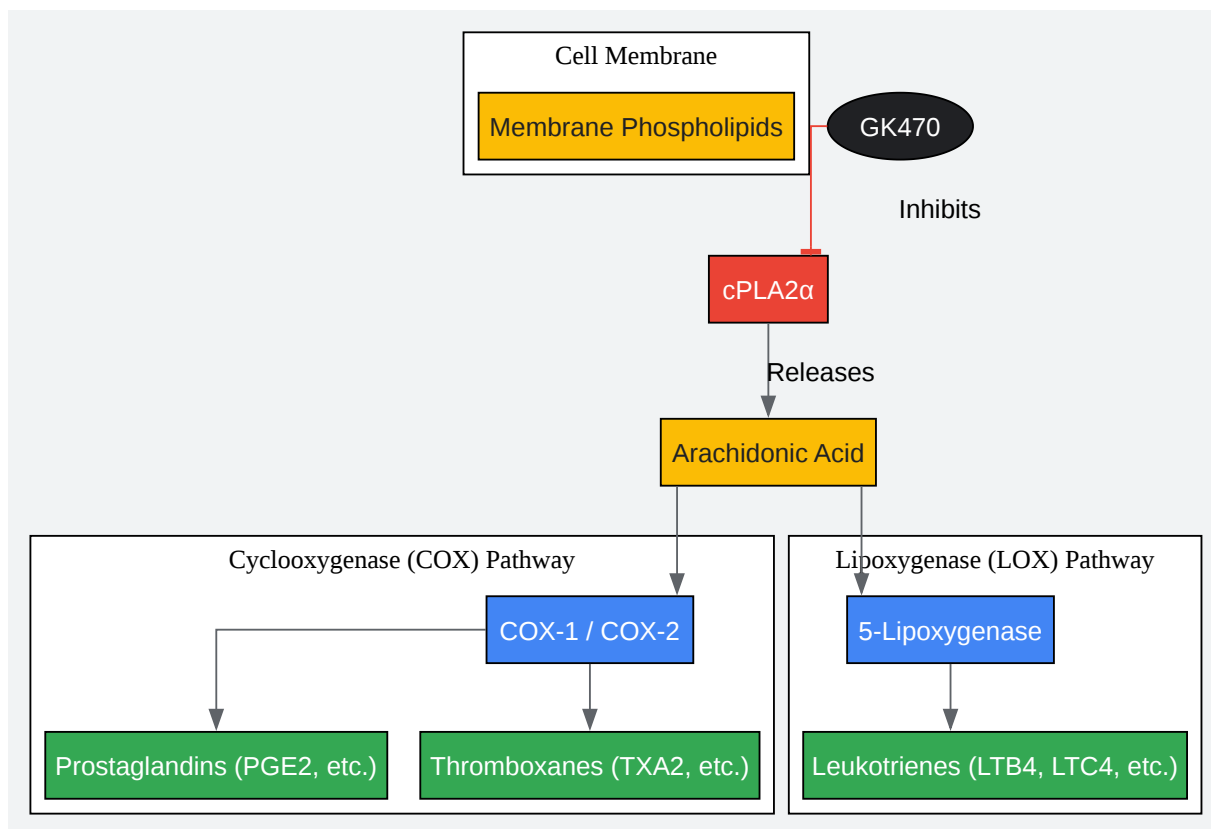 Cell Membrane
Membrane Phospholipids
GK470
Inhibits
cPLA2α
Releases
Arachidonic Acid
Cyclooxygenase (COX) Pathway
Lipoxygenase (LOX) Pathway
COX-1 / COX-2
5-Lipoxygenase
Prostaglandins (PGE2, etc.)
Thromboxanes (TXA2, etc.)
Leukotrienes (LTB4, LTC4, etc.)